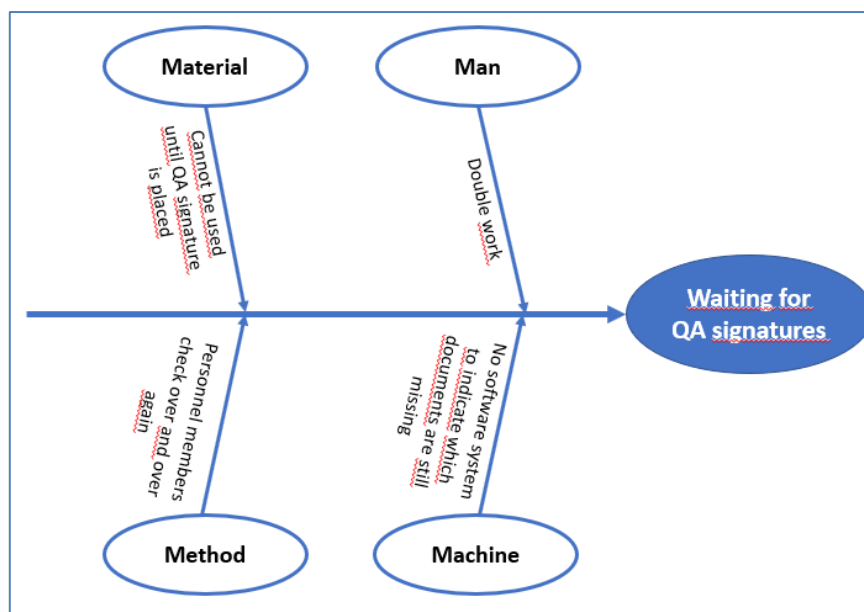 Material
Man
Cannot be used
until QA signature
is placed
Double work
Waiting for
QA signatures
Personnel members
check over and over
again
No software system
to indicate which
documents are still
missing
Method
Machine